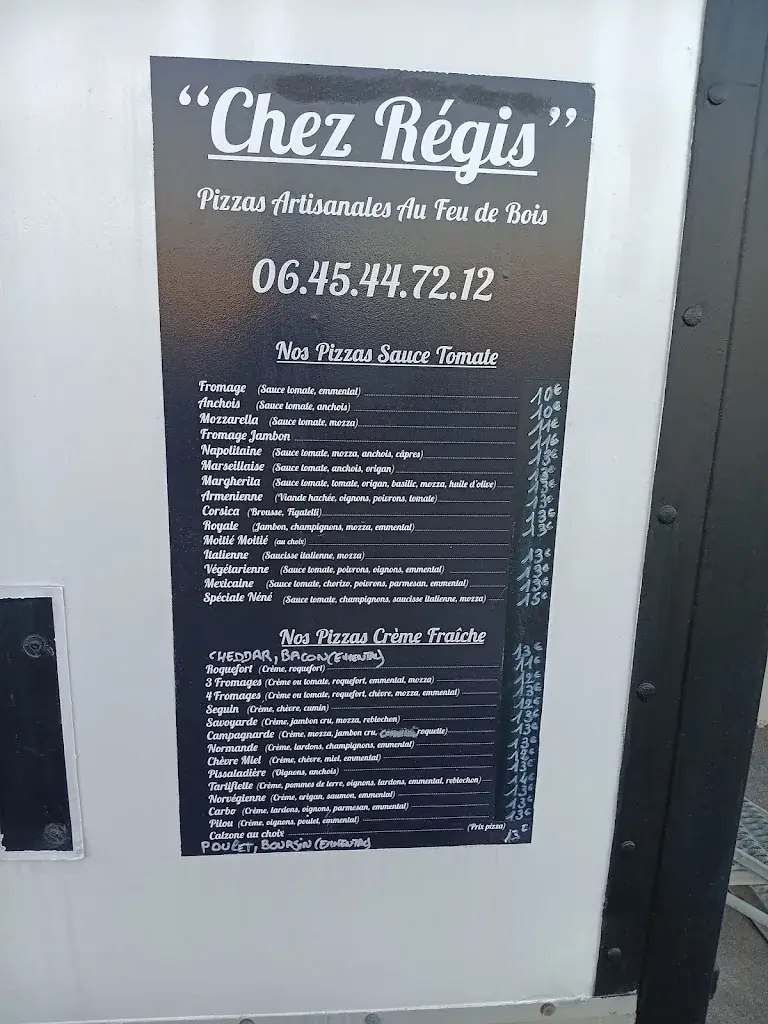 “Chez Régis”
Pizzas Artisanales Au Feu de Bois
06.45.44.72.12
Nos Pizzas Sauce Tomate
Fromage (Sauce tomate, emmental) 10€
Anchois (Sauce tomate, anchois) 10€
Mozzarella (Sauce tomate, mozza) 11€
Fromage Jambon 11€
Napolitaine (Sauce tomate, mozza, anchois, câpres) 13€
Marseillaise (Sauce tomate, anchois, origan)
Margherita (Sauce tomate, tomate, origan, basilic, mozza, huile d'olive)
Armenienne (Viande hachée, oignons, poivrons, tomate) 13€
Corsica (Brousse, Figatelli) 13€
Royale (Jambon, champignons, mozza, emmental) 13€
Moitié Moitié (au choix)
Italienne (Saucisse italienne, mozza) 13€
Végétarienne (Sauce tomate, poivrons, oignons, emmental) 13€
Mexicaine (Sauce tomate, chorizo, poivrons, parmesan, emmental) 13€
Spéciale Néné (Sauce tomate, champignons, saucisse italienne, mozza) 15€
Nos Pizzas Crème Fraîche
CHEDDAR, BACON (EMMENTAL) 13€
Roquefort (Crème, roquefort) 11€
3 Fromages (Crème ou tomate, roquefort, emmental, mozza) 12€
4 Fromages (Crème ou tomate, roquefort, chèvre, mozza, emmental) 13€
Seguin (Crème, chèvre, cumin) 12€
Savoyarde (Crème, jambon cru, mozza, reblochon) 13€
Campagnarde (Crème, mozza, jambon cru, roquette) 13€
Normande (Crème, lardons, champignons, emmental) 13€
Chèvre Miel (Crème, chèvre, miel, emmental)
Pissaladière (Oignons, anchois)
Tartiflette (Crème, pommes de terre, oignons, lardons, emmental, reblochon)
Norvégienne (Crème, origan, saumon, emmental)
Carbo (Crème, lardons, oignons, parmesan, emmental) 13€
Pilou (Crème, oignons, poulet, emmental) 13€
Calzone au choix (Prix pizza)
POULET, BOURSIN (EMMENTAL) 13€